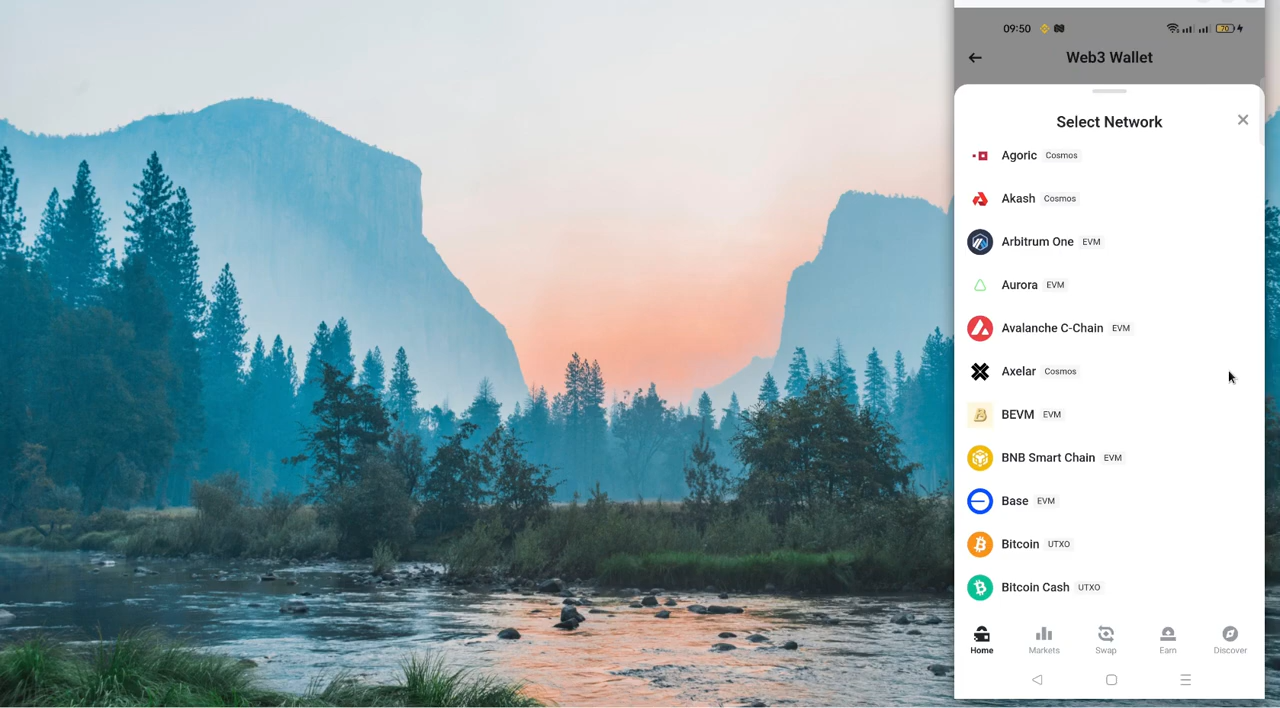 09:50
70
Web3 Wallet
Select Network
Agoric Cosmos
Akash Cosmos
Arbitrum One EVM
Aurora EVM
Avalanche C-Chain EVM
Axelar Cosmos
BEVM EVM
BNB Smart Chain EVM
Base EVM
Bitcoin UTXO
Bitcoin Cash UTXO
Home Markets Swap Earn Discover